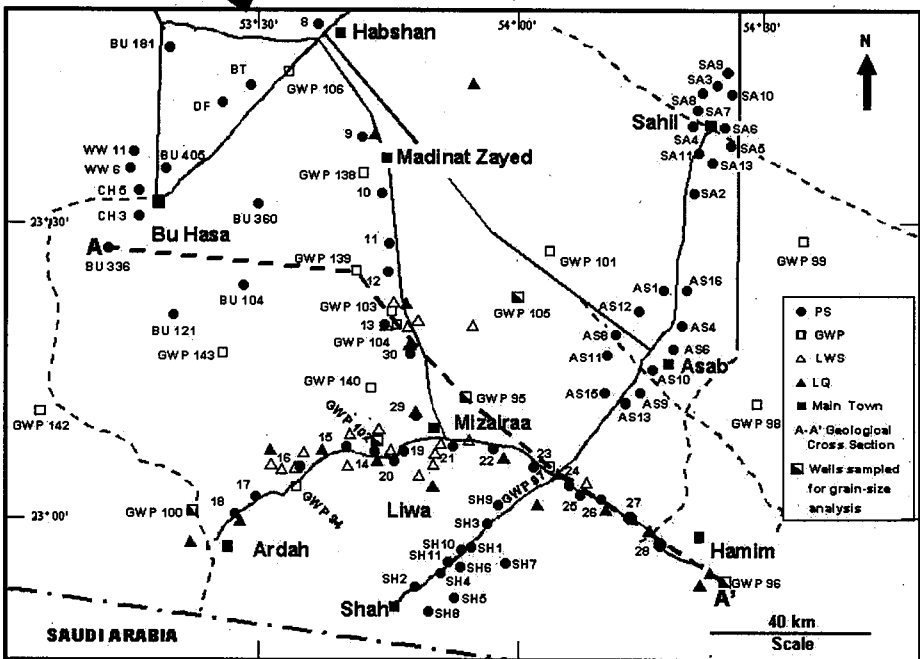 53°30'
54°00'
54°30'
8
Habshan
N
BU 181
BT
GWP 106
DF
SA9
SA3
SA8
SA10
SA7
Sahil
SA4
SA6
SA5
SA11
SA13
SA2
9
WW 11
BU 405
WW 6
Madinat Zayed
GWP 138
CH 5
10
CH 3
BU 360
23°30'
Bu Hasa
A
BU 336
11
GWP 139
12
GWP 101
GWP 99
BU 104
GWP 103
GWP 105
AS1
AS16
AS12
BU 121
13
GWP 104
AS8
AS4
GWP 143
30
AS11
AS6
Asab
AS10
GWP 140
GWP 95
AS15
AS9
AS13
GWP 142
29
GWP 98
GWP 102
Mizairaa
15
19
21
22
23
16
14
20
24
GWP 97
17
GWP 94
25
26
27
18
GWP 100
Liwa
SH9
23°00'
SH3
Ardah
SH10
SH1
28
Hamim
SH11
SH6
SH7
SH2
SH4
GWP 96
A'
SH5
Shah
SH8
PS
GWP
LWS
LQ
Main Town
A-A' Geological
Cross Section
Wells sampled
for grain-size
analysis
SAUDI ARABIA
40 km
Scale